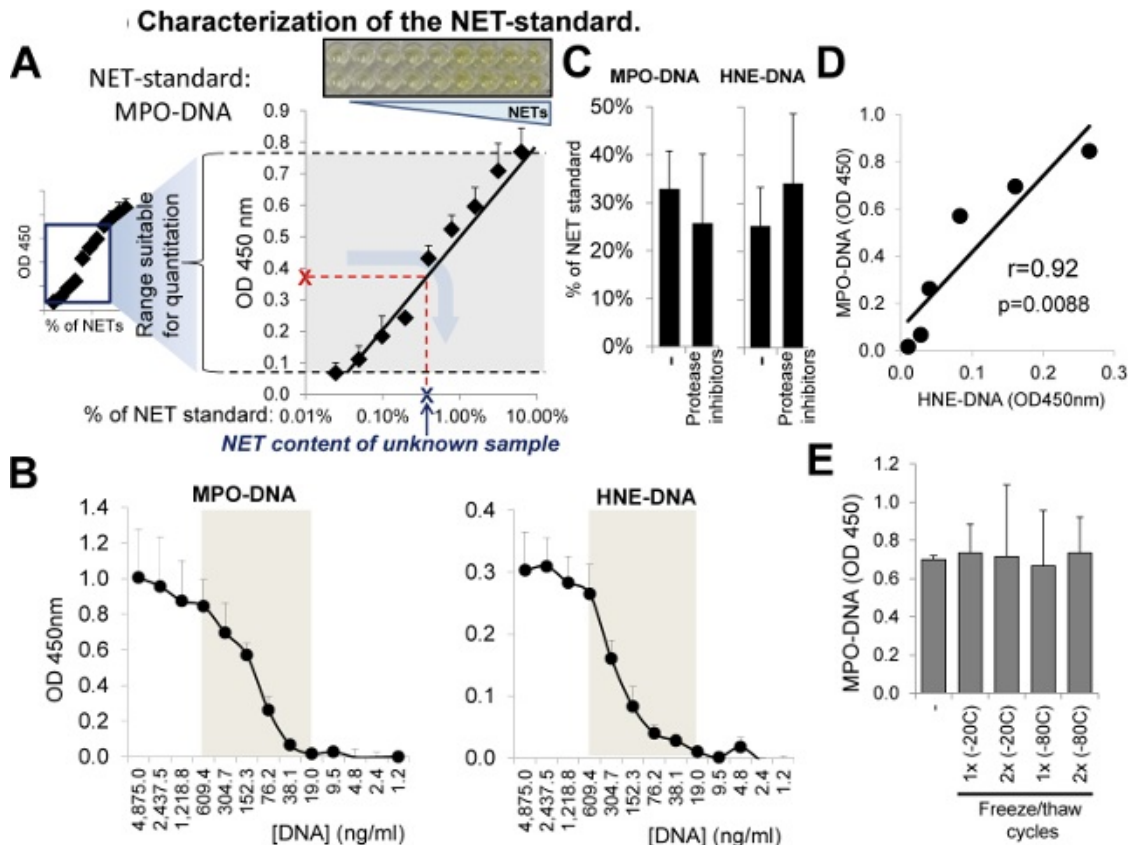 ) Characterization of the NET-standard.
A
NET-standard:
MPO-DNA
NETs
OD 450
% of NETs
Range suitable
for quantitation
OD 450 nm
0.9
0.8
0.7
0.6
0.5
0.4
0.3
0.2
0.1
0.0
X
X
% of NET standard: 0.01% 0.10% 1.00% 10.00%
NET content of unknown sample
C
MPO-DNA HNE-DNA
% of NET standard
50%
40%
30%
20%
10%
0%
-
Protease
inhibitors
-
Protease
inhibitors
D
MPO-DNA (OD 450)
1.0
0.8
0.6
0.4
0.2
0.0
r=0.92
p=0.0088
0.0 0.1 0.2 0.3
HNE-DNA (OD450nm)
B
MPO-DNA
OD 450nm
1.4
1.2
1.0
0.8
0.6
0.4
0.2
0.0
4,875.0
2,437.5
1,218.8
609.4
304.7
152.3
76.2
38.1
19.0
9.5
4.8
2.4
1.2
[DNA] (ng/ml)
HNE-DNA
0.4
0.3
0.2
0.1
0.0
4,875.0
2,437.5
1,218.8
609.4
304.7
152.3
76.2
38.1
19.0
9.5
4.8
2.4
1.2
[DNA] (ng/ml)
E
MPO-DNA (OD 450)
1.2
1.0
0.8
0.6
0.4
0.2
0.0
-
1x (-20C)
2x (-20C)
1x (-80C)
2x (-80C)
Freeze/thaw
cycles